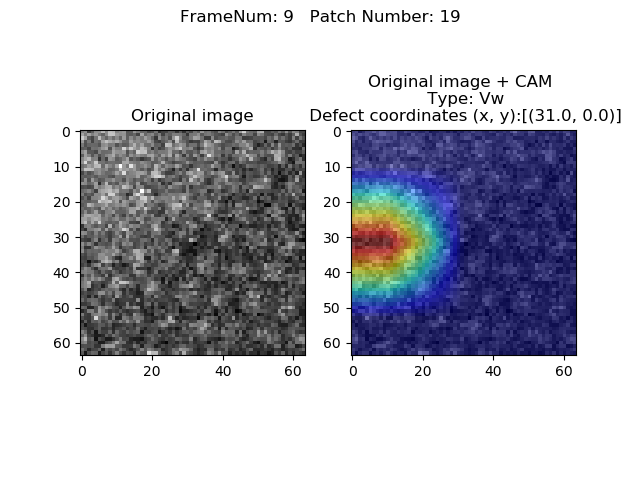 FrameNum: 9   Patch Number: 19
Original image
0
10
20
30
40
50
60
0 20 40 60
Original image + CAM
Type: Vw
Defect coordinates (x, y):[(31.0, 0.0)]
0
10
20
30
40
50
60
0 20 40 60